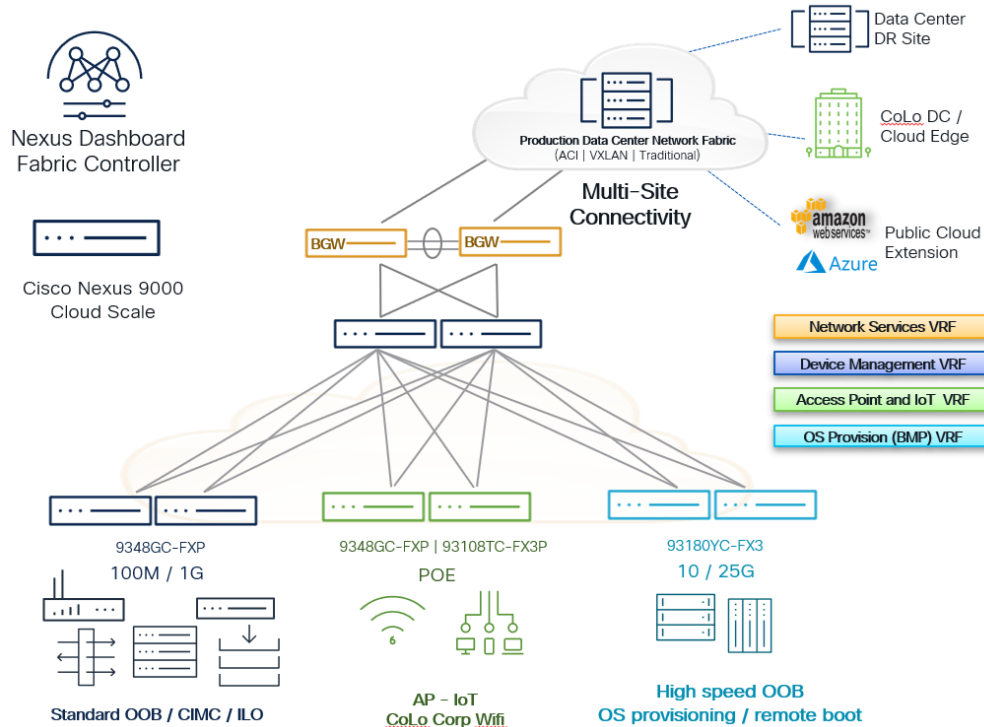 Nexus Dashboard
Fabric Controller
Cisco Nexus 9000
Cloud Scale
Production Data Center Network Fabric
(ACI | VXLAN | Traditional)
Multi-Site
Connectivity
Data Center
DR Site
CoLo DC /
Cloud Edge
amazon
webservices™
Azure
Public Cloud
Extension
BGW
BGW
Network Services VRF
Device Management VRF
Access Point and IoT VRF
OS Provision (BMP) VRF
9348GC-FXP
100M / 1G
Standard OOB / CIMC / ILO
9348GC-FXP | 93108TC-FX3P
POE
6
AP - IoT
CoLo Corp Wifi
93180YC-FX3
10 / 25G
High speed OOB
OS provisioning / remote boot